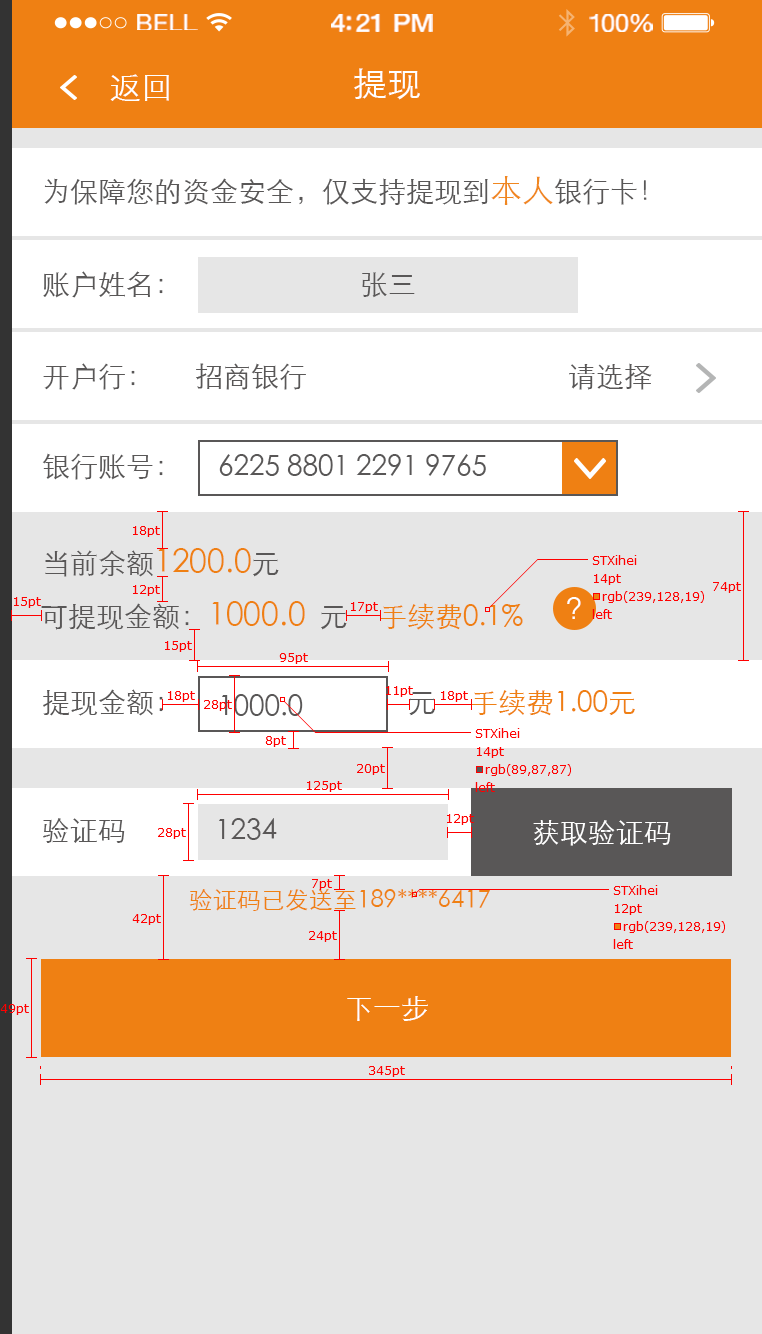 BELL 4:21 PM 100%
返回 提现
为保障您的资金安全，仅支持提现到本人银行卡！
账户姓名： 张三
开户行： 招商银行 请选择
银行账号： 6225 8801 2291 9765
18pt
当前余额1200.0元
STXihei
14pt
12pt
74pt
rgb(239,128,19)
left
15pt
可提现金额： 1000.0 元 17pt 手续费0.1% ?
15pt
95pt
提现金额： 18pt 28pt 1000.0 11pt 元 18pt 手续费1.00元
8pt
STXihei
14pt
rgb(89,87,87)
left
20pt
125pt
验证码 28pt 1234 12pt 获取验证码
7pt
验证码已发送至189****6417
STXihei
12pt
rgb(239,128,19)
left
42pt
24pt
49pt
下一步
345pt